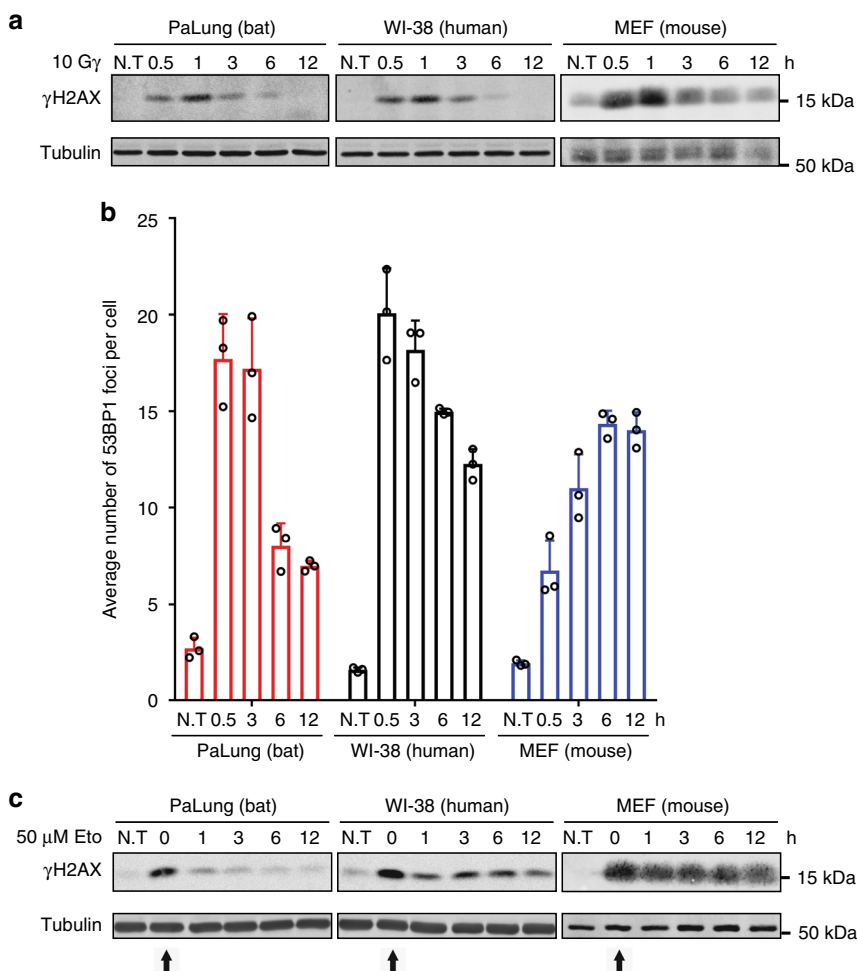 a
PaLung (bat) WI-38 (human) MEF (mouse)
10 Gγ N.T 0.5 1 3 6 12 N.T 0.5 1 3 6 12 N.T 0.5 1 3 6 12 h
γH2AX 15 kDa
Tubulin 50 kDa
b
Average number of 53BP1 foci per cell
25
20
15
10
5
0
N.T 0.5 3 6 12 N.T 0.5 3 6 12 N.T 0.5 3 6 12 h
PaLung (bat) WI-38 (human) MEF (mouse)
c
PaLung (bat) WI-38 (human) MEF (mouse)
50 μM Eto N.T 0 1 3 6 12 N.T 0 1 3 6 12 N.T 0 1 3 6 12 h
γH2AX 15 kDa
Tubulin 50 kDa